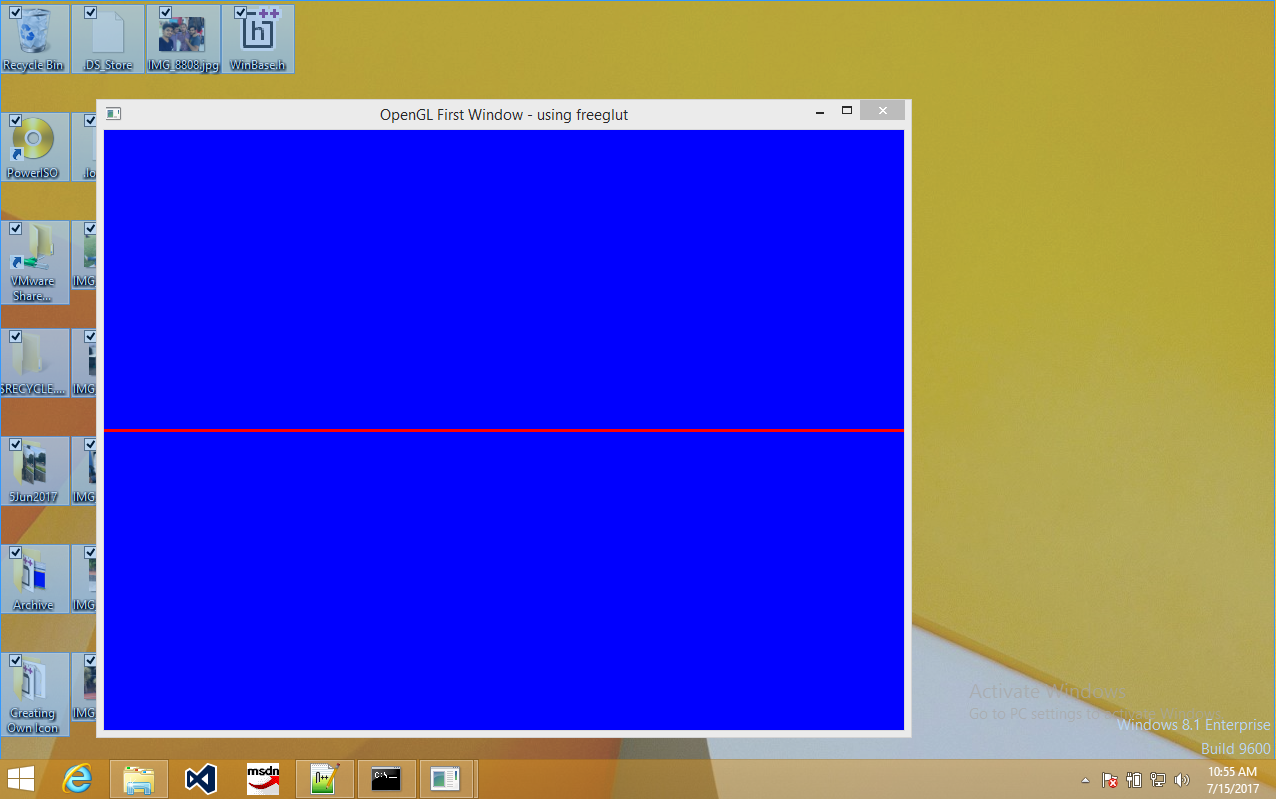 Recycle Bin
.DS_Store
IMG_8808.jpg
WinBase.h
OpenGL First Window - using freeglut
PowerISO
.lo
VMware
Share...
IMG
$RECYCLE....
IMG
5Jun2017
IMG
Archive
IMG
Creating
Own Icon
IMG
Activate Windows
Go to PC settings to activate Windows.
Windows 8.1 Enterprise
Build 9600
msdn
C:\_
10:55 AM
7/15/2017